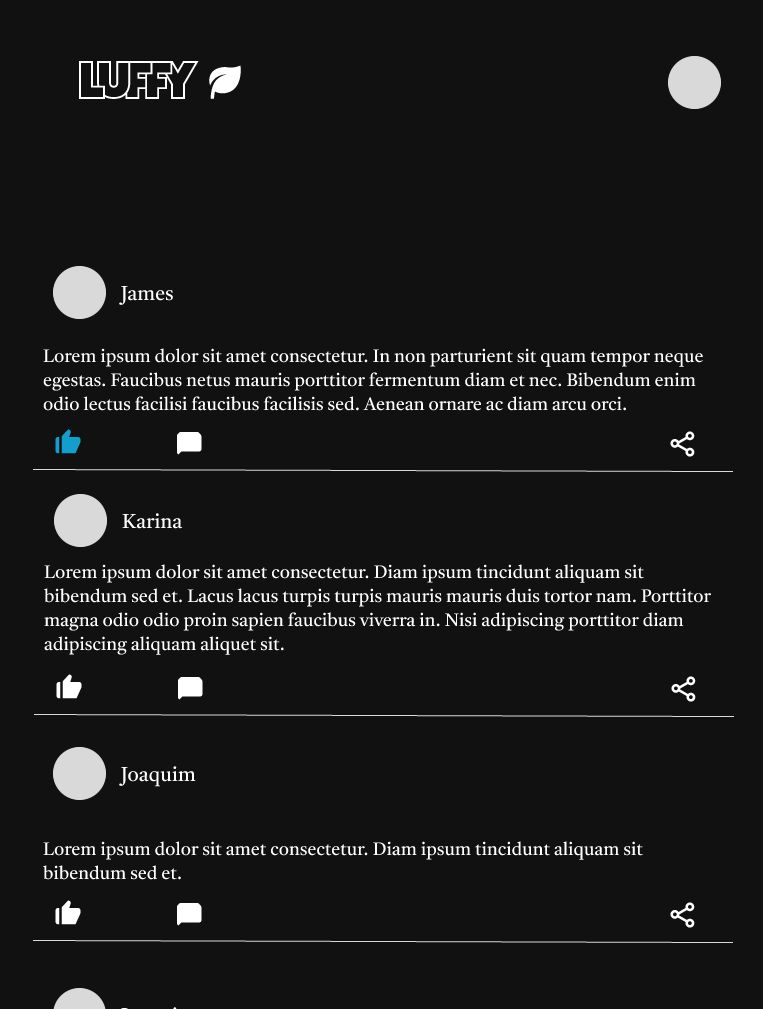 LUFFY
James
Lorem ipsum dolor sit amet consectetur. In non parturient sit quam tempor neque
egestas. Faucibus netus mauris porttitor fermentum diam et nec. Bibendum enim
odio lectus facilisi faucibus facilisis sed. Aenean ornare ac diam arcu orci.
Karina
Lorem ipsum dolor sit amet consectetur. Diam ipsum tincidunt aliquam sit
bibendum sed et. Lacus lacus turpis turpis mauris mauris duis tortor nam. Porttitor
magna odio odio proin sapien faucibus viverra in. Nisi adipiscing porttitor diam
adipiscing aliquam aliquet sit.
Joaquim
Lorem ipsum dolor sit amet consectetur. Diam ipsum tincidunt aliquam sit
bibendum sed et.